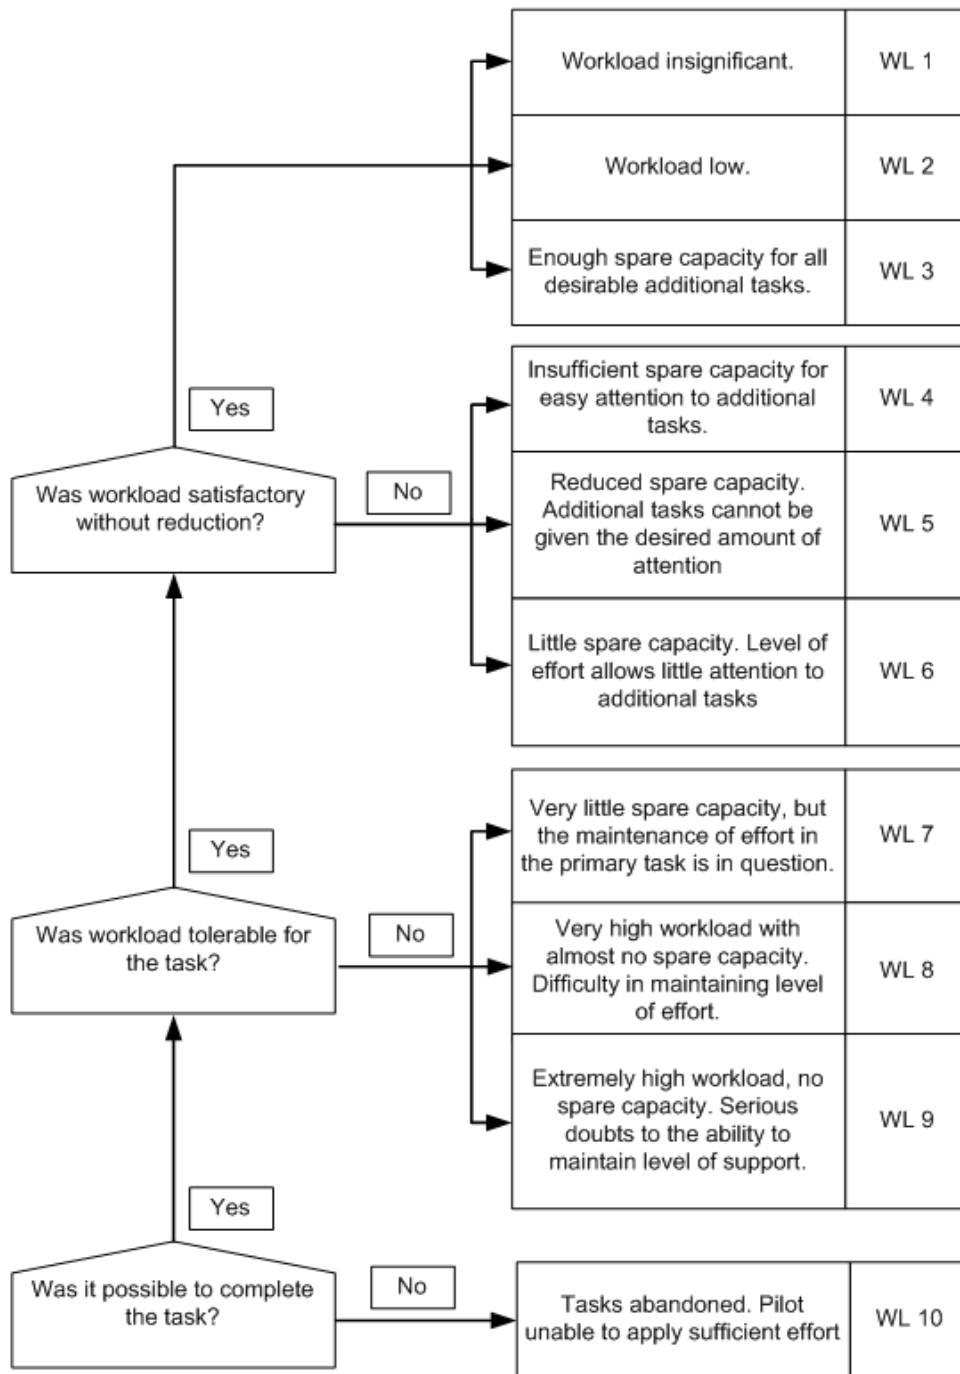 Workload insignificant.
WL 1
Workload low.
WL 2
Enough spare capacity for all
desirable additional tasks.
WL 3
Yes
Was workload satisfactory
without reduction?
No
Insufficient spare capacity for
easy attention to additional
tasks.
WL 4
Reduced spare capacity.
Additional tasks cannot be
given the desired amount of
attention
WL 5
Little spare capacity. Level of
effort allows little attention to
additional tasks
WL 6
Yes
Was workload tolerable for
the task?
No
Very little spare capacity, but
the maintenance of effort in
the primary task is in question.
WL 7
Very high workload with
almost no spare capacity.
Difficulty in maintaining level
of effort.
WL 8
Extremely high workload, no
spare capacity. Serious
doubts to the ability to
maintain level of support.
WL 9
Yes
Was it possible to complete
the task?
No
Tasks abandoned. Pilot
unable to apply sufficient effort
WL 10